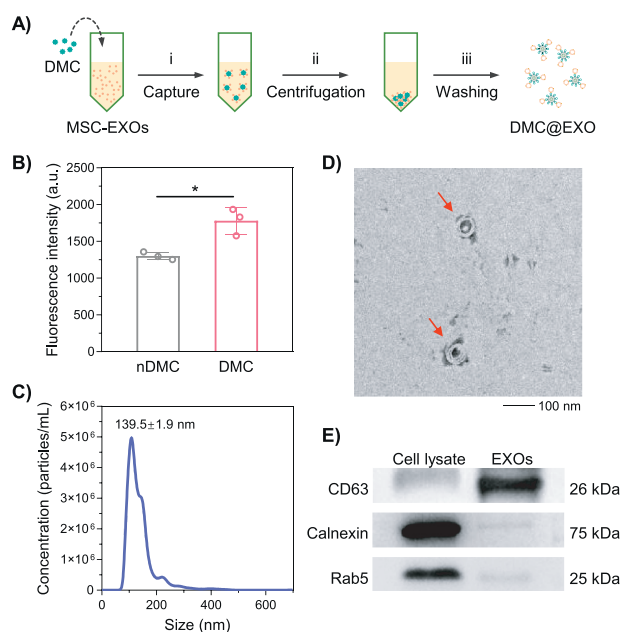 A)
DMC
MSC-EXOs
i
Capture
ii
Centrifugation
iii
Washing
DMC@EXO
B)
Fluorescence intensity (a.u.)
2500
2000
1500
1250
1000
500
0
*
nDMC
DMC
C)
Concentration (particles/mL)
6×10⁶
5×10⁶
4×10⁶
3×10⁶
2×10⁶
1×10⁶
0
139.5±1.9 nm
0
200
400
600
Size (nm)
D)
100 nm
E)
Cell lysate
EXOs
CD63
26 kDa
Calnexin
75 kDa
Rab5
25 kDa